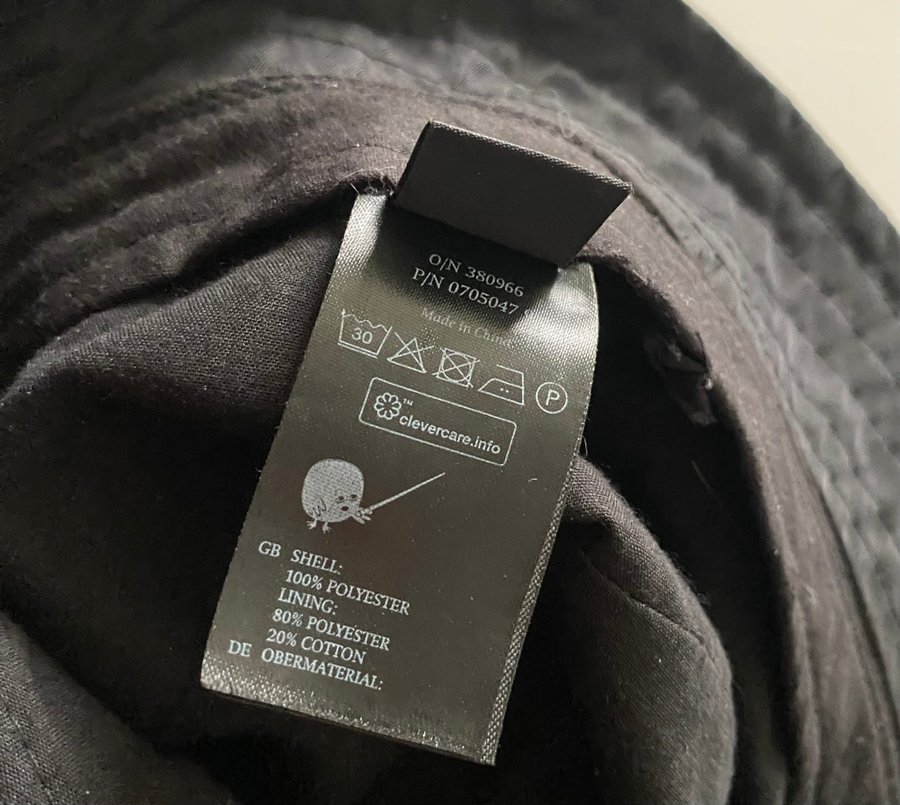 O/N 380966
P/N 0705047
Made in China
30
P
™
clevercare.info
GB SHELL:
100% POLYESTER
LINING:
80% POLYESTER
20% COTTON
DE OBERMATERIAL: